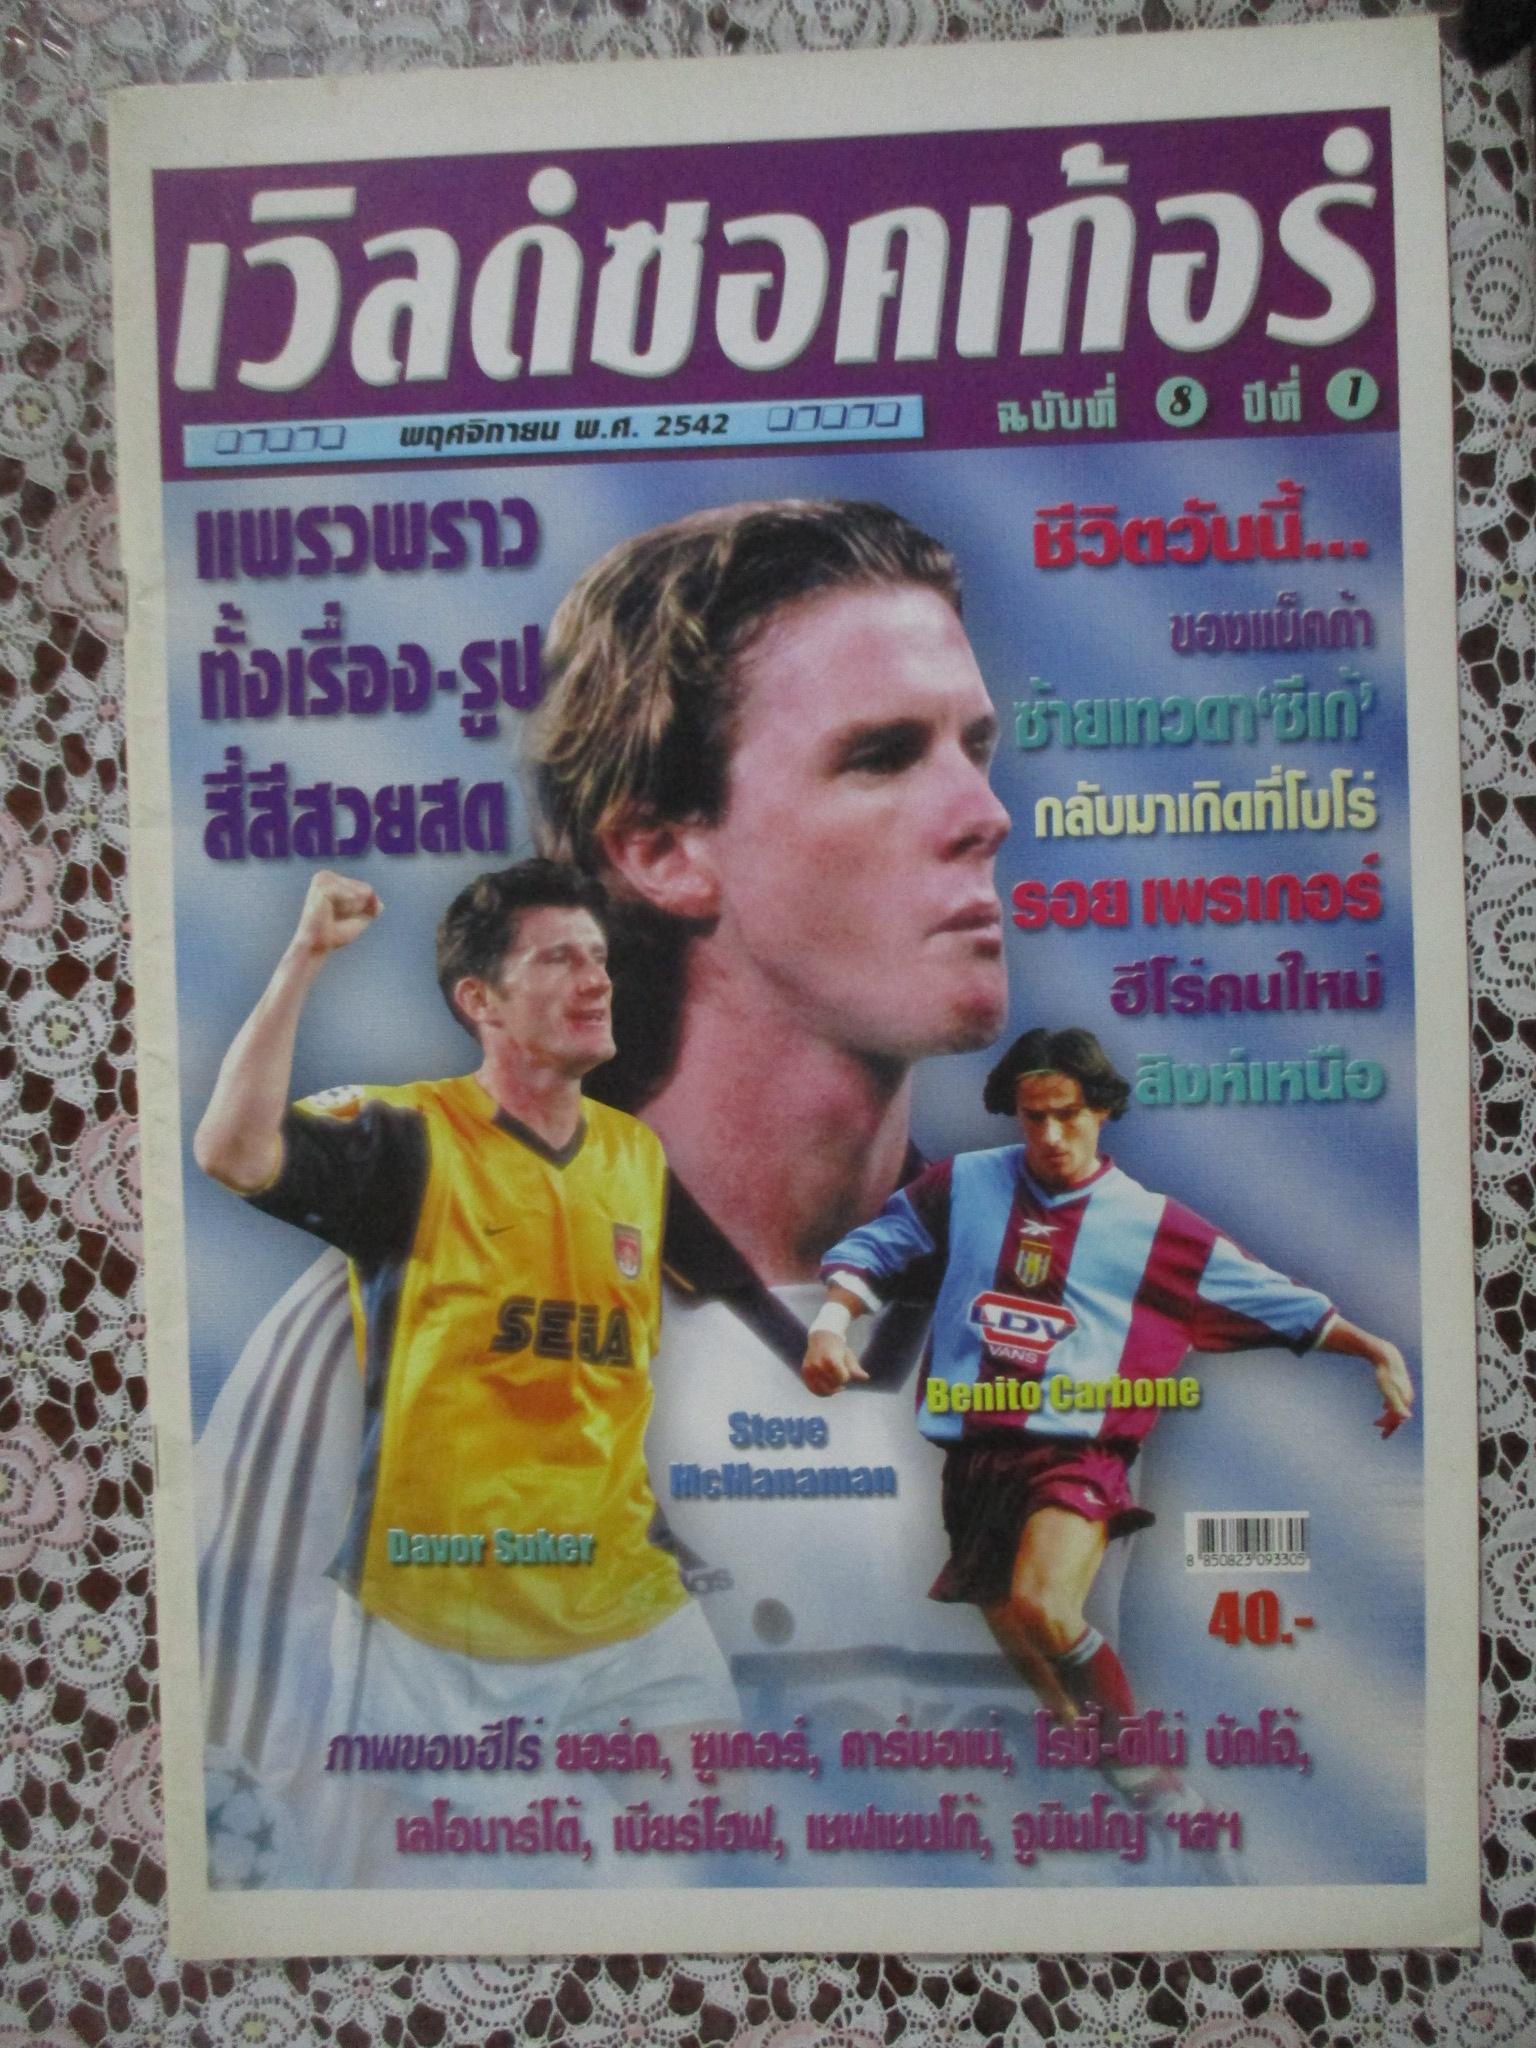 เวิลด์ซอคเก้อร์
พฤศจิกายน พ.ศ. 2542
ฉบับที่ 8 ปีที่ 1
แพรวพราว
ทั้งเรื่อง-รูป
สี่สีสวยสด
ชีวิตวันนี้...
ของแม็คก้า
ซ้ายเทวดา'ซีเก้'
กลับมาเกิดที่โบโร่
รอย เพรเกอร์
ฮีโร่คนใหม่
สิงห์เหนือ
SEGA
LDV
VANS
Benito Carbone
Steve
McManaman
Davor Suker
8 850823 093305
40.-
ภาพของฮีโร่ ยอร์ค, ซูเคอร์, คาร์บอเน่, โรบี้-ดิโน่ บัคโจ้,
เลโอนาร์โด้, เบียร์โฮฟ, เชฟเชนโก้, จูนินโญ่ ฯลฯ